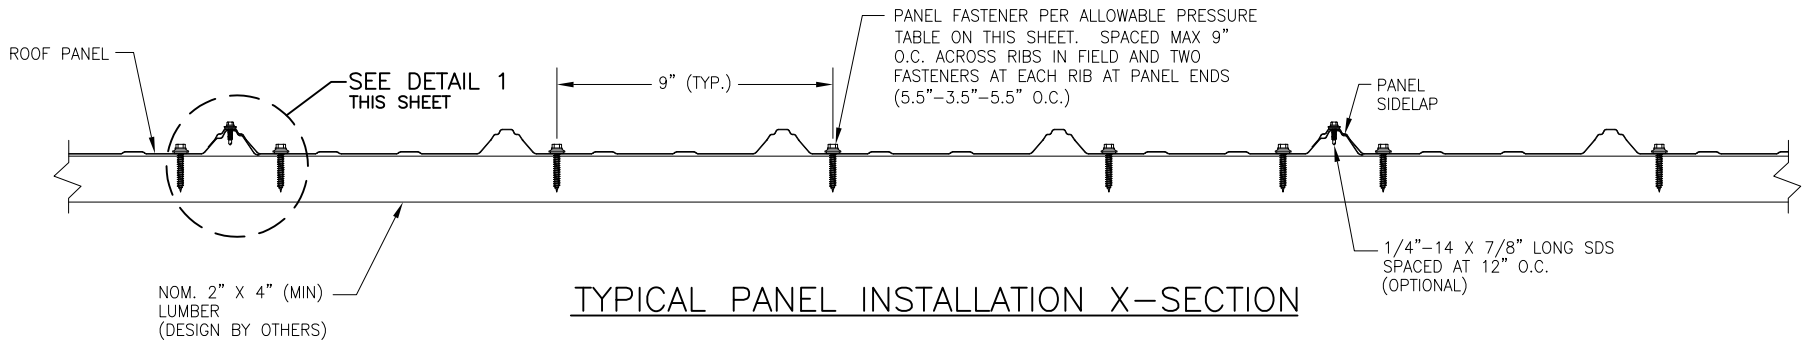 ROOF PANEL
SEE DETAIL 1
THIS SHEET
9" (TYP.)
PANEL FASTENER PER ALLOWABLE PRESSURE
TABLE ON THIS SHEET. SPACED MAX 9"
O.C. ACROSS RIBS IN FIELD AND TWO
FASTENERS AT EACH RIB AT PANEL ENDS
(5.5"-3.5"-5.5" O.C.)
PANEL
SIDELAP
NOM. 2" X 4" (MIN)
LUMBER
(DESIGN BY OTHERS)
1/4"-14 X 7/8" LONG SDS
SPACED AT 12" O.C.
(OPTIONAL)
TYPICAL PANEL INSTALLATION X-SECTION